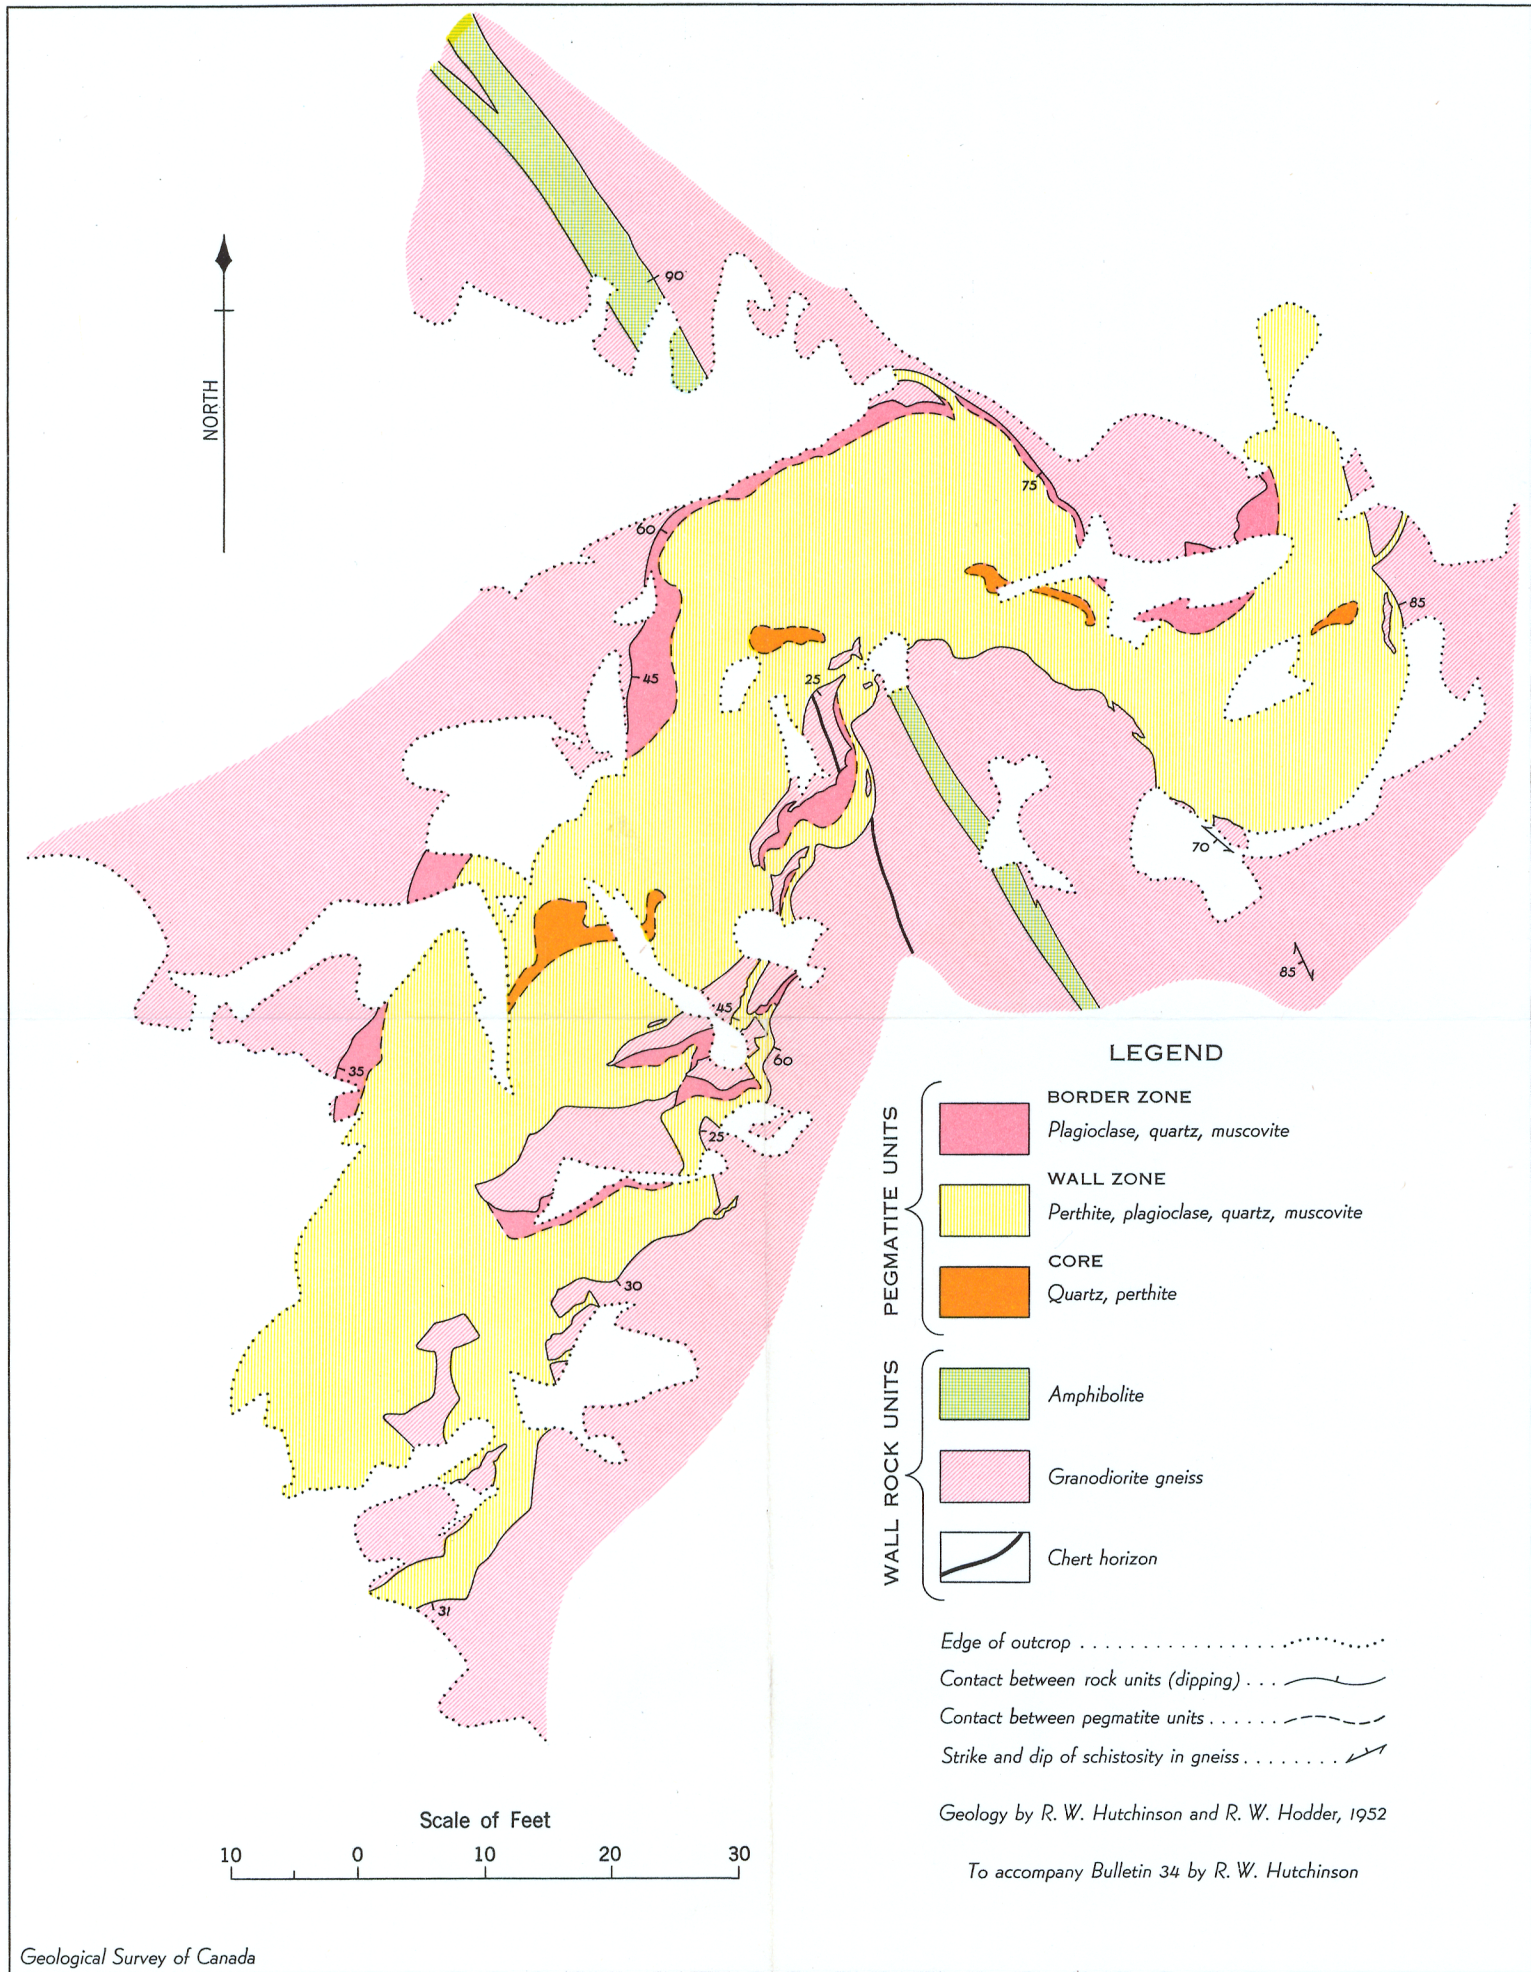 90
NORTH
75
60
85
45
25
70
85
45
60
35
25
30
31
LEGEND
PEGMATITE UNITS
BORDER ZONE
Plagioclase, quartz, muscovite
WALL ZONE
Perthite, plagioclase, quartz, muscovite
CORE
Quartz, perthite
WALL ROCK UNITS
Amphibolite
Granodiorite gneiss
Chert horizon
Edge of outcrop
Contact between rock units (dipping)
Contact between pegmatite units
Strike and dip of schistosity in gneiss
Geology by R. W. Hutchinson and R. W. Hodder, 1952
To accompany Bulletin 34 by R. W. Hutchinson
Scale of Feet
10 0 10 20 30
Geological Survey of Canada